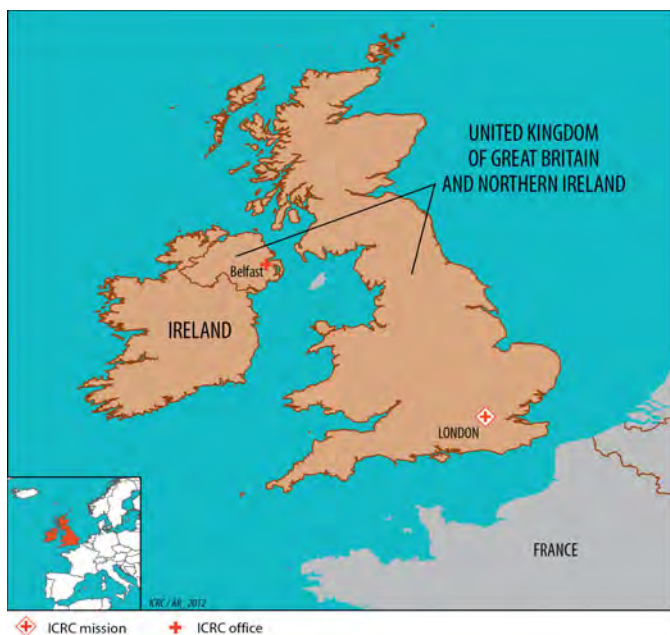 UNITED KINGDOM
OF GREAT BRITAIN
AND NORTHERN IRELAND
Belfast
IRELAND
LONDON
FRANCE
ICRC / AR_2012
ICRC mission
ICRC office